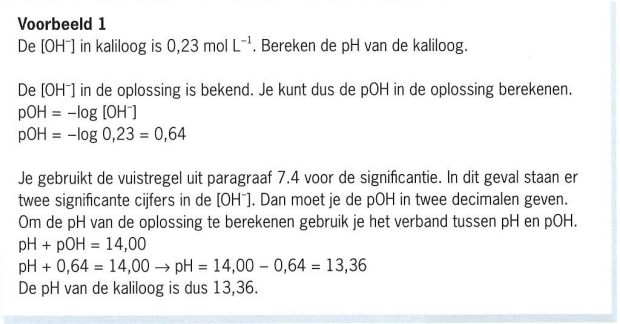 Voorbeeld 1
De [OH⁻] in kaliloog is 0,23 mol L⁻¹. Bereken de pH van de kaliloog.
De [OH⁻] in de oplossing is bekend. Je kunt dus de pOH in de oplossing berekenen.
pOH = –log [OH⁻]
pOH = –log 0,23 = 0,64
Je gebruikt de vuistregel uit paragraaf 7.4 voor de significantie. In dit geval staan er
twee significante cijfers in de [OH⁻]. Dan moet je de pOH in twee decimalen geven.
Om de pH van de oplossing te berekenen gebruik je het verband tussen pH en pOH.
pH + pOH = 14,00
pH + 0,64 = 14,00 → pH = 14,00 – 0,64 = 13,36
De pH van de kaliloog is dus 13,36.